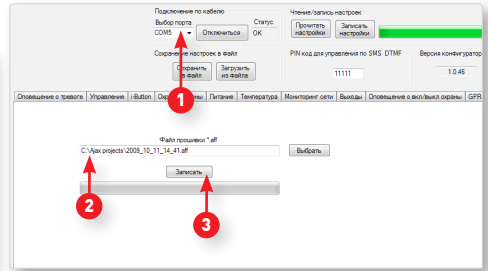 Подключение по кабелю
Чтение/запись настроек
Выбор порта
Статус
COM5
Отключиться
OK
Прочитать настройки
Записать настройки
Сохранение настроек в файл
PIN код для управления по SMS DTMF
Версия конфигуратор
Сохранить в файл
Загрузить из файла
11111
1.0.46
Оповещение о тревоге
Управление
i-Button
Питание
Температура
Мониторинг сети
Выходы
Оповещение о вкл/выкл охраны
GPR
1
Файл прошивки *.aff
C:\Ajax projects\2009_10_11_14_41.aff
Выбрать
Записать
2
3